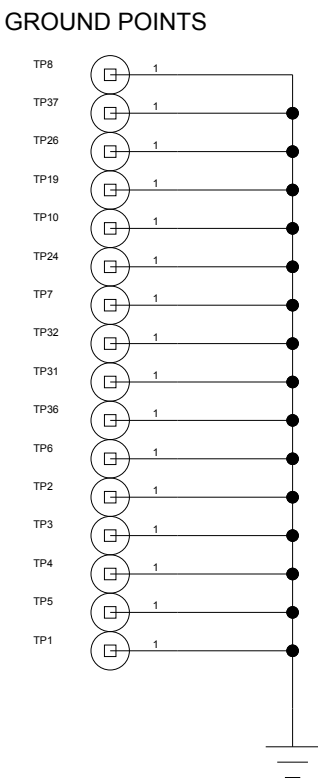 GROUND POINTS
TP8 1
TP37 1
TP26 1
TP19 1
TP10 1
TP24 1
TP7 1
TP32 1
TP31 1
TP36 1
TP6 1
TP2 1
TP3 1
TP4 1
TP5 1
TP1 1